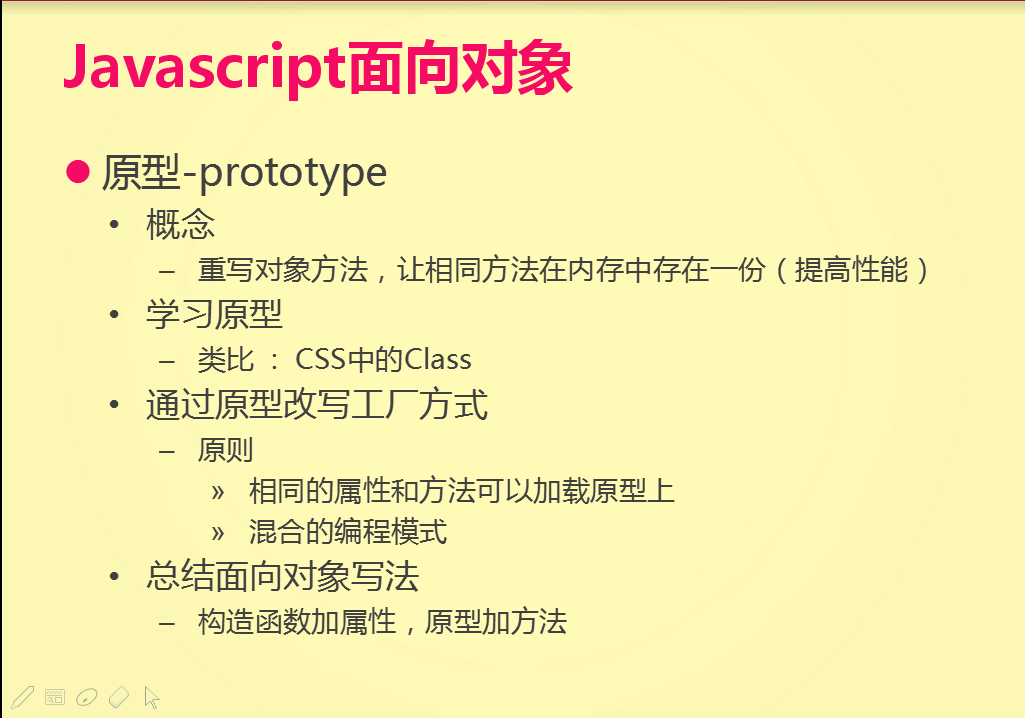 Javascript面向对象
● 原型-prototype
• 概念
– 重写对象方法，让相同方法在内存中存在一份（提高性能）
• 学习原型
– 类比 ： CSS中的Class
• 通过原型改写工厂方式
– 原则
» 相同的属性和方法可以加载原型上
» 混合的编程模式
• 总结面向对象写法
– 构造函数加属性，原型加方法